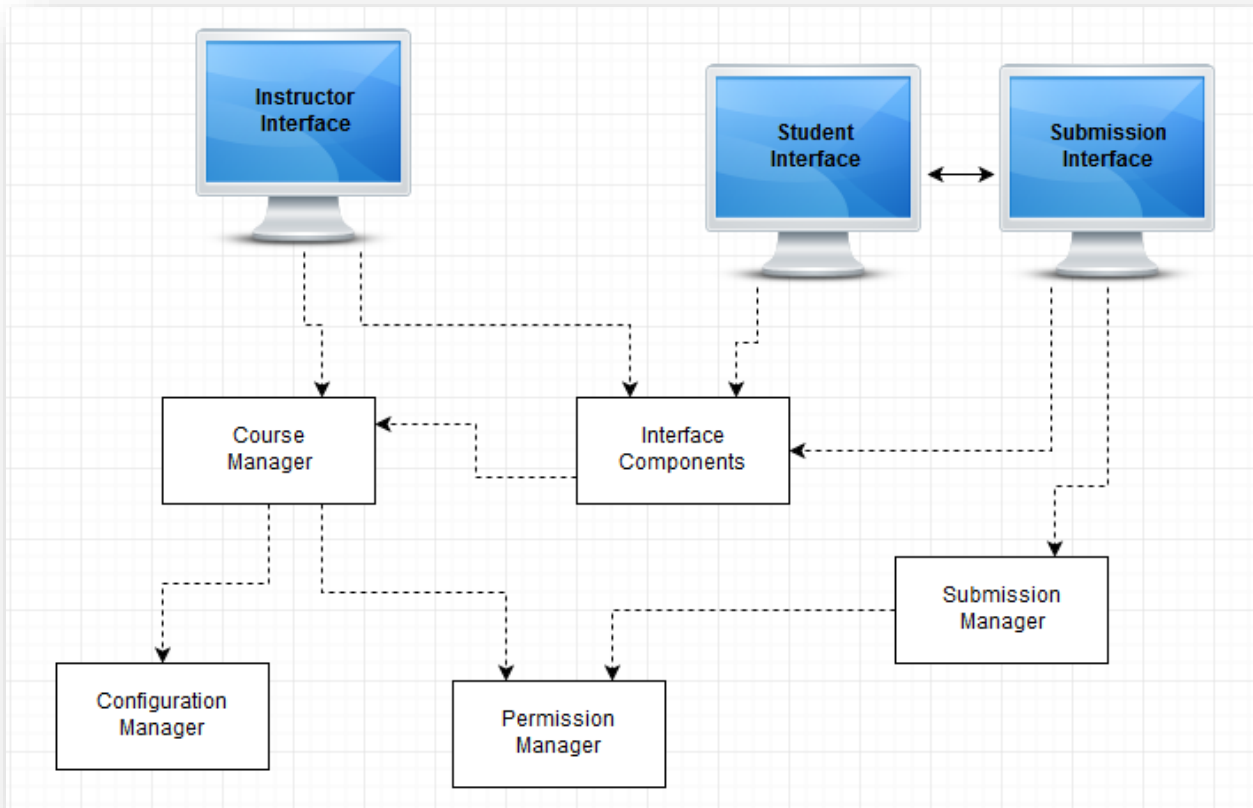 Instructor
Interface
Student
Interface
Submission
Interface
Course
Manager
Interface
Components
Submission
Manager
Configuration
Manager
Permission
Manager